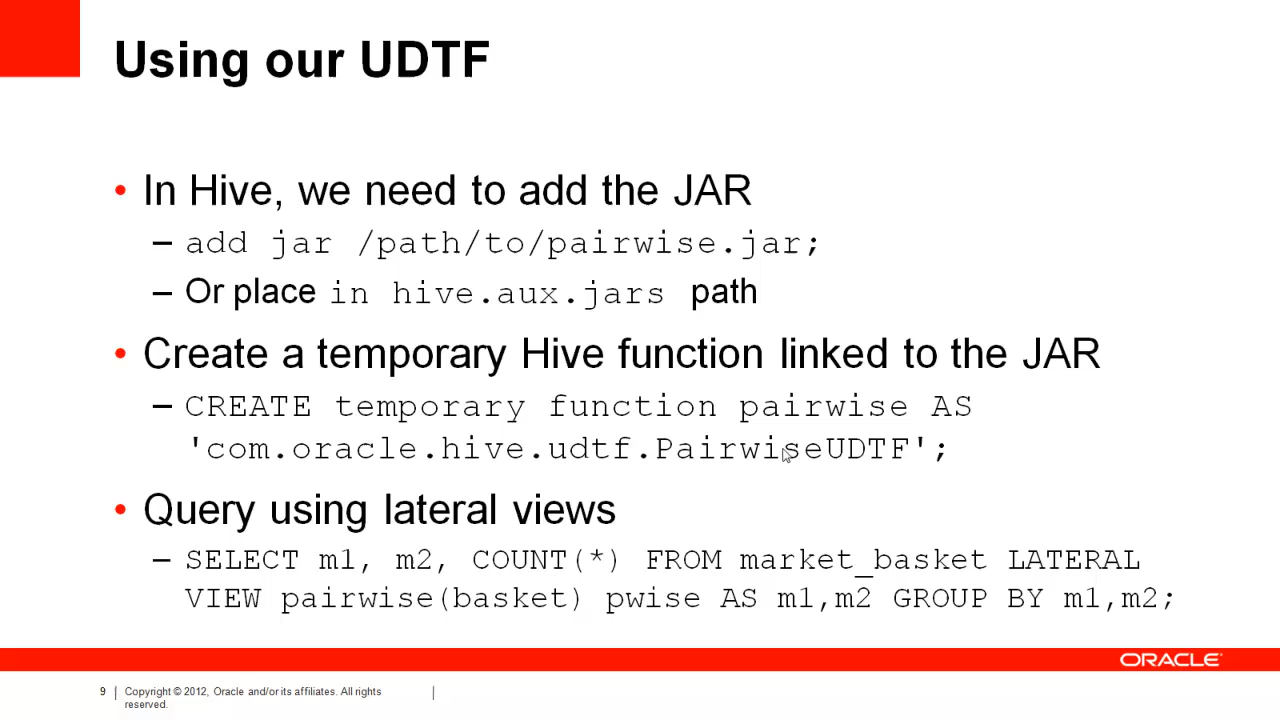 Using our UDTF
• In Hive, we need to add the JAR
– add jar /path/to/pairwise.jar;
– Or place in hive.aux.jars path
• Create a temporary Hive function linked to the JAR
– CREATE temporary function pairwise AS
'com.oracle.hive.udtf.PairwiseUDTF';
• Query using lateral views
– SELECT m1, m2, COUNT(*) FROM market_basket LATERAL
VIEW pairwise(basket) pwise AS m1,m2 GROUP BY m1,m2;
ORACLE
9 Copyright © 2012, Oracle and/or its affiliates. All rights
reserved.